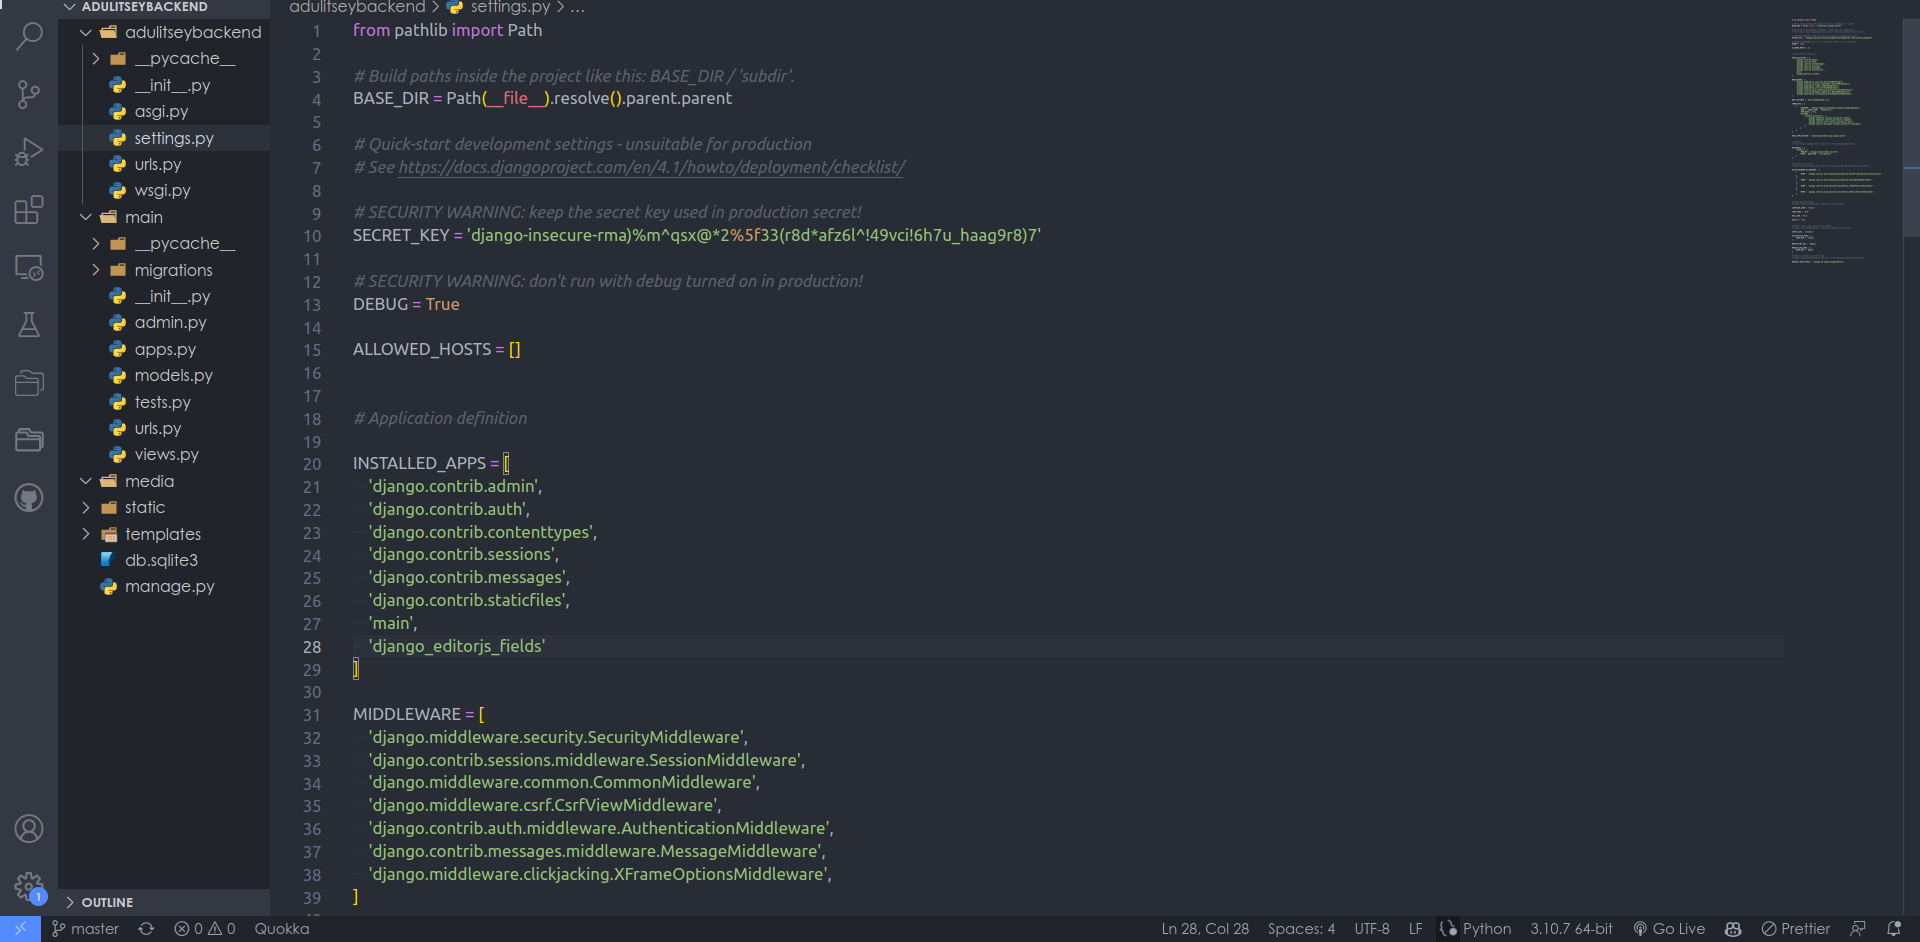 ADULITSEYBACKEND
adulitseybackend
__pycache__
__init__.py
asgi.py
settings.py
urls.py
wsgi.py
main
__pycache__
migrations
__init__.py
admin.py
apps.py
models.py
tests.py
urls.py
views.py
media
static
templates
db.sqlite3
manage.py
OUTLINE
adulitseybackend > settings.py > ...
1 from pathlib import Path
2
3 # Build paths inside the project like this: BASE_DIR / 'subdir'.
4 BASE_DIR = Path(__file__).resolve().parent.parent
5
6 # Quick-start development settings - unsuitable for production
7 # See https://docs.djangoproject.com/en/4.1/howto/deployment/checklist/
8
9 # SECURITY WARNING: keep the secret key used in production secret!
10 SECRET_KEY = 'django-insecure-rma)%m^qsx@*2%5f33(r8d*afz6l^!49vci!6h7u_haag9r8)7'
11
12 # SECURITY WARNING: don't run with debug turned on in production!
13 DEBUG = True
14
15 ALLOWED_HOSTS = []
16
17
18 # Application definition
19
20 INSTALLED_APPS = [
21 'django.contrib.admin',
22 'django.contrib.auth',
23 'django.contrib.contenttypes',
24 'django.contrib.sessions',
25 'django.contrib.messages',
26 'django.contrib.staticfiles',
27 'main',
28 'django_editorjs_fields'
29 ]
30
31 MIDDLEWARE = [
32 'django.middleware.security.SecurityMiddleware',
33 'django.contrib.sessions.middleware.SessionMiddleware',
34 'django.middleware.common.CommonMiddleware',
35 'django.middleware.csrf.CsrfViewMiddleware',
36 'django.contrib.auth.middleware.AuthenticationMiddleware',
37 'django.contrib.messages.middleware.MessageMiddleware',
38 'django.middleware.clickjacking.XFrameOptionsMiddleware',
39 ]
1
master 0 0 Quokka Ln 28, Col 28 Spaces: 4 UTF-8 LF Python 3.10.7 64-bit Go Live Prettier